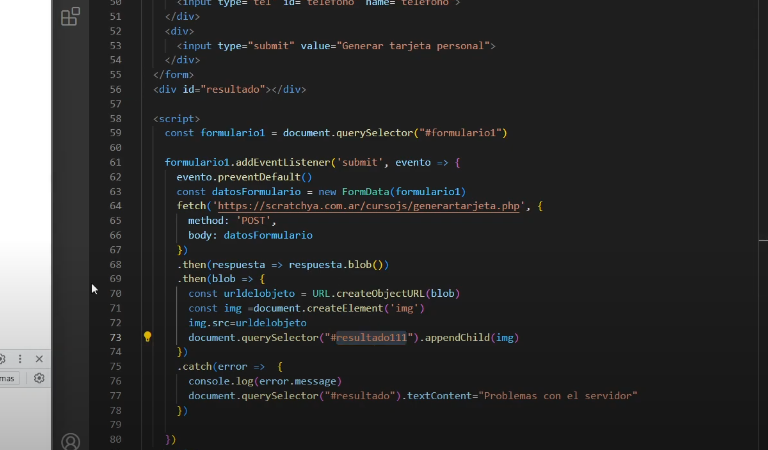 50 <input type="tel" id="telefono" name="telefono">
51 </div>
52 <div>
53 <input type="submit" value="Generar tarjeta personal">
54 </div>
55 </form>
56 <div id="resultado"></div>
57
58 <script>
59 const formulario1 = document.querySelector("#formulario1")
60
61 formulario1.addEventListener('submit', evento => {
62 evento.preventDefault()
63 const datosFormulario = new FormData(formulario1)
64 fetch('https://scratchya.com.ar/cursojs/generartarjeta.php', {
65 method: 'POST',
66 body: datosFormulario
67 })
68 .then(respuesta => respuesta.blob())
69 .then(blob => {
70 const urldelobjeto = URL.createObjectURL(blob)
71 const img =document.createElement('img')
72 img.src=urldelobjeto
73 document.querySelector("#resultado111").appendChild(img)
74 })
75 .catch(error => {
76 console.log(error.message)
77 document.querySelector("#resultado").textContent="Problemas con el servidor"
78 })
79
80 })
mas